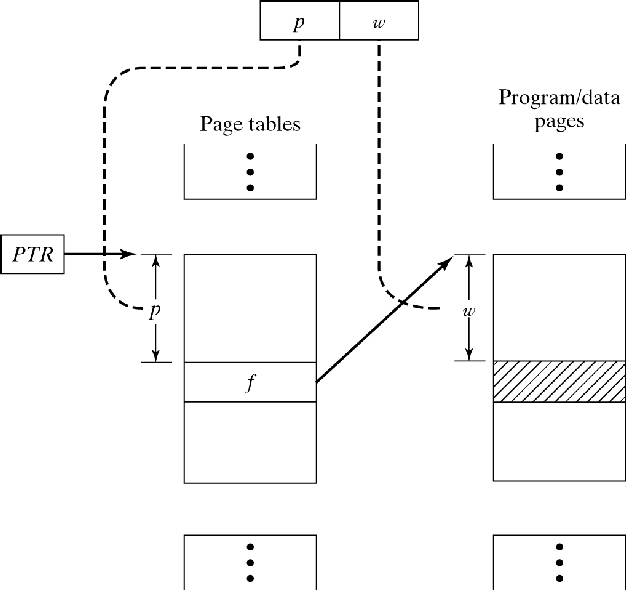 p w
Page tables
Program/data
pages
PTR
p
w
f